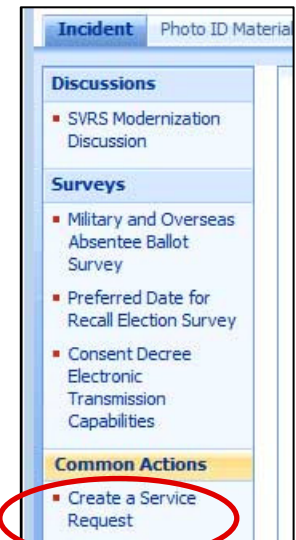 Incident Photo ID Material
Discussions
SVRS Modernization
Discussion
Surveys
Military and Overseas
Absentee Ballot
Survey
Preferred Date for
Recall Election Survey
Consent Decree
Electronic
Transmission
Capabilities
Common Actions
Create a Service
Request